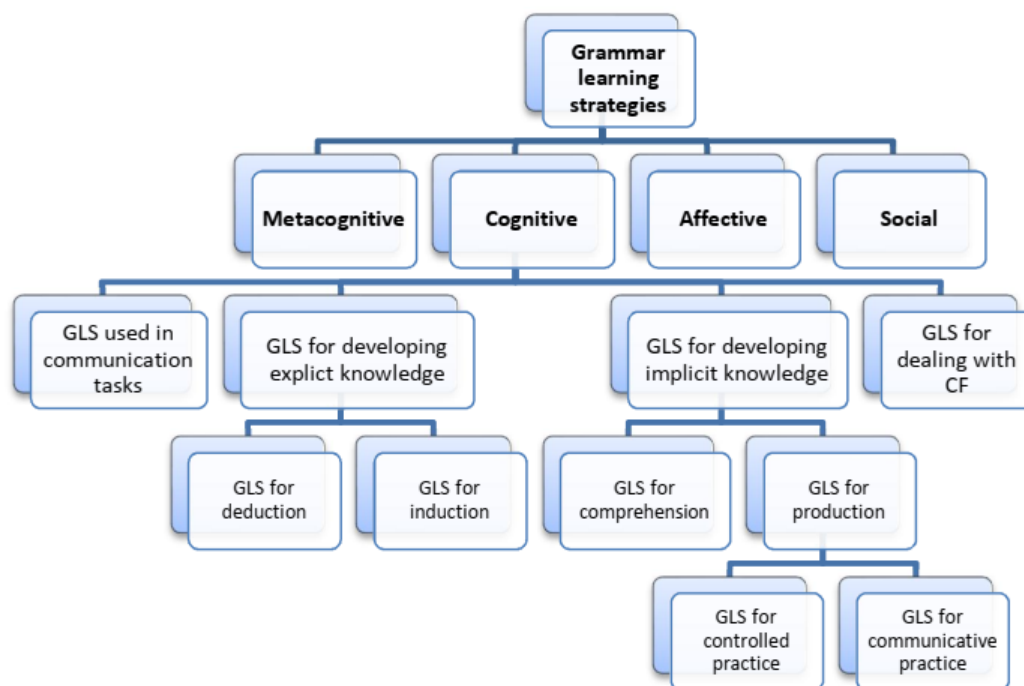 Grammar
learning
strategies
Metacognitive
Cognitive
Affective
Social
GLS used in
communication
tasks
GLS for developing
explict knowledge
GLS for developing
implicit knowledge
GLS for
dealing with
CF
GLS for
deduction
GLS for
induction
GLS for
comprehension
GLS for
production
GLS for
controlled
practice
GLS for
communicative
practice